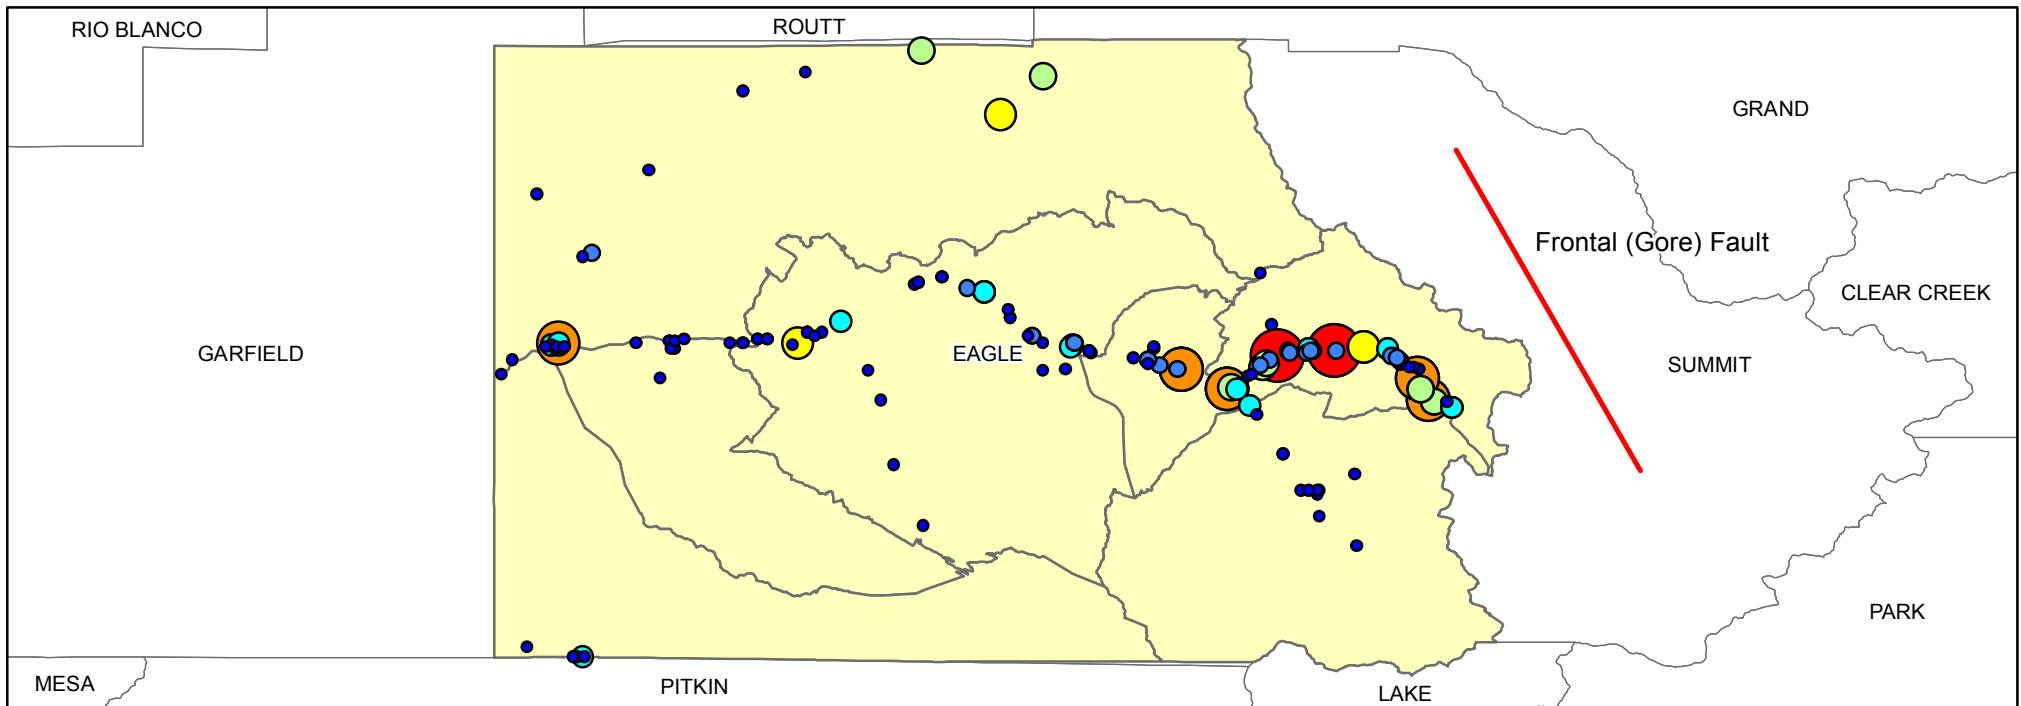 ROUTT
RIO BLANCO
GRAND
Frontal (Gore) Fault
CLEAR CREEK
GARFIELD
EAGLE
SUMMIT
PARK
MESA
PITKIN
LAKE